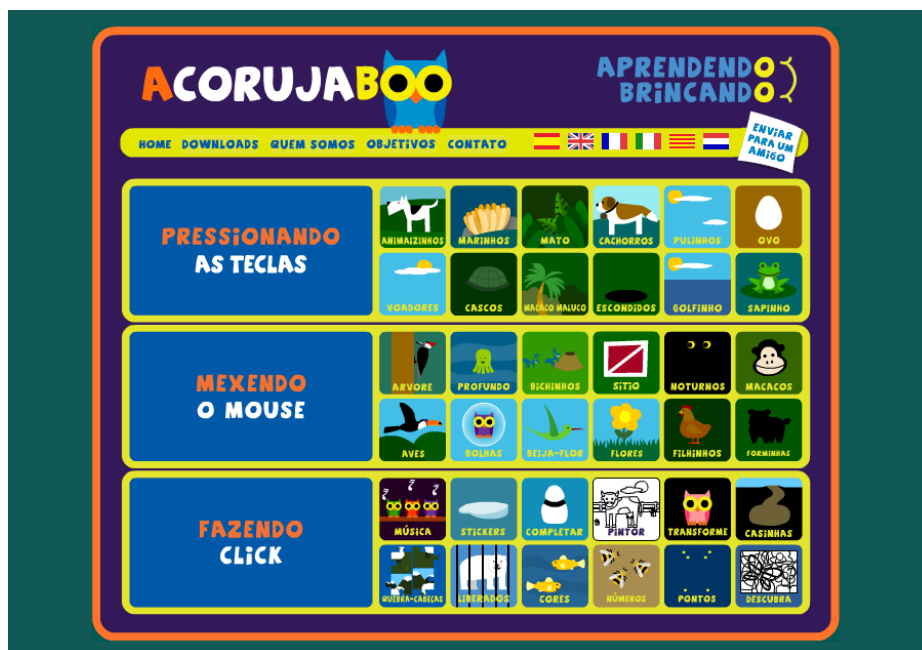 ACORUJABOO
APRENDENDO
BRiNCANDO
HOME DOWNLOADS QUEM SOMOS OBJETiVOS CONTATO
ENViAR
PARA UM
AMiGO
PRESSiONANDO
AS TECLAS
ANiMAiZiNHOS MARiNHOS MATO CACHORROS PULiNHOS OVO
VOADORES CASCOS MACACO MALUCO ESCONDiDOS GOLFiNHO SAPiNHO
MEXENDO
O MOUSE
ARVORE PROFUNDO BiCHiNHOS SiTiO NOTURNOS MACACOS
AVES BOLHAS BEiJA-FLOR FLORES FiLHiNHOS FORMiNHAS
FAZENDO
CLiCK
MÚSiCA STiCKERS COMPLETAR PiNTOR TRANSFORME CASiNHAS
QUEBRA-CABEÇAS LiBERADOS CORES NÚMEROS PONTOS DESCUBRA